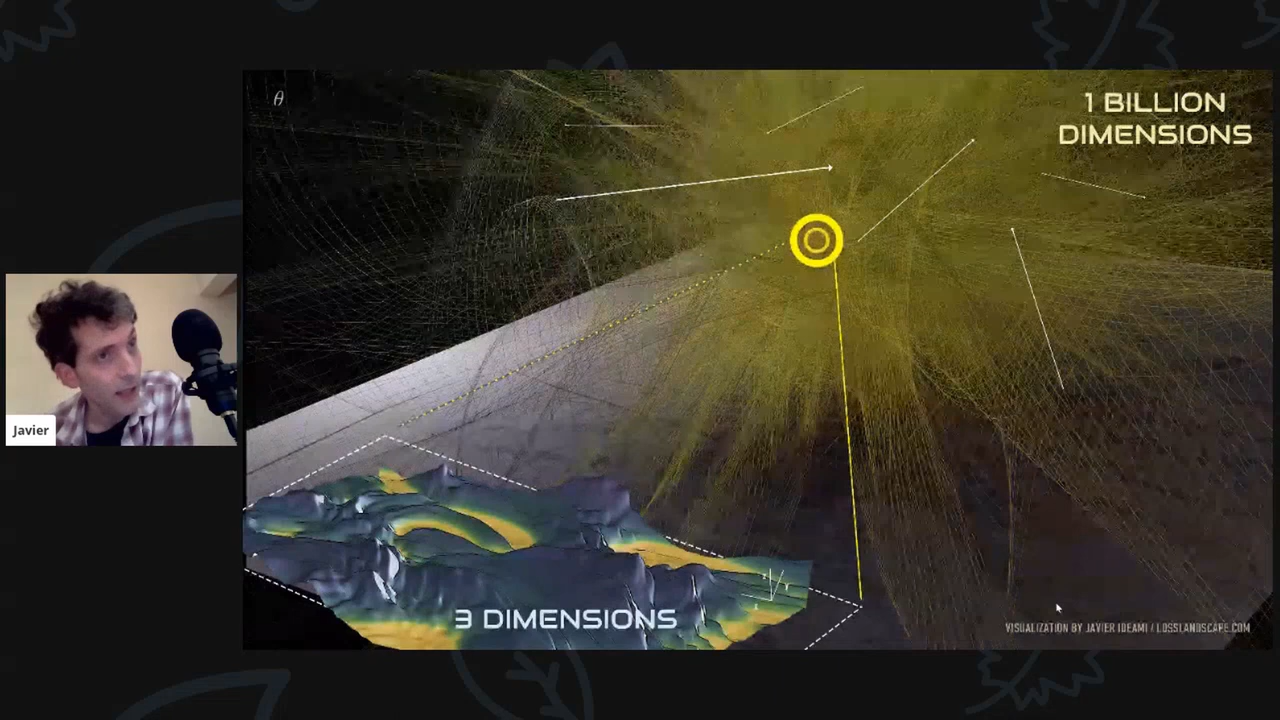 θ
1 BILLION
DIMENSIONS
Javier
3 DIMENSIONS
VISUALIZATION BY JAVIER IDEAMI / LOSSLANDSCAPE.COM